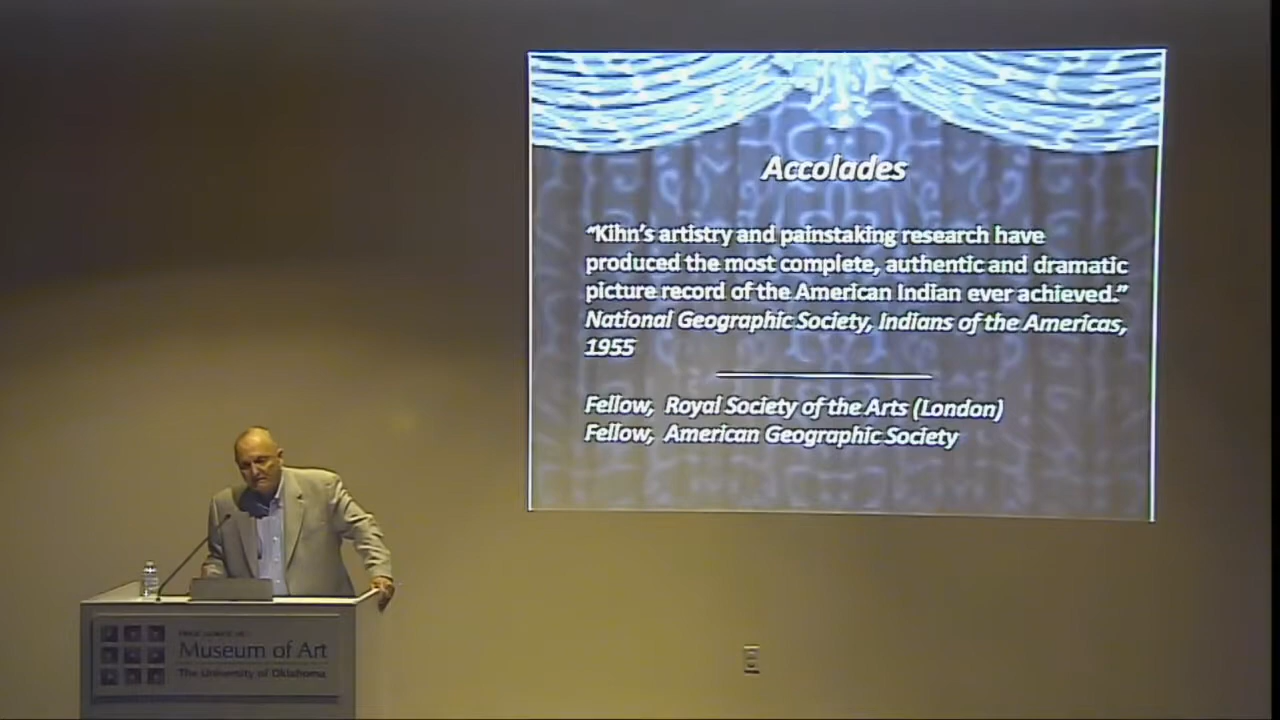 Accolades
“Kihn’s artistry and painstaking research have
produced the most complete, authentic and dramatic
picture record of the American Indian ever achieved.”
National Geographic Society, Indians of the Americas,
1955
Fellow, Royal Society of the Arts (London)
Fellow, American Geographic Society
Museum of Art
The University of Oklahoma